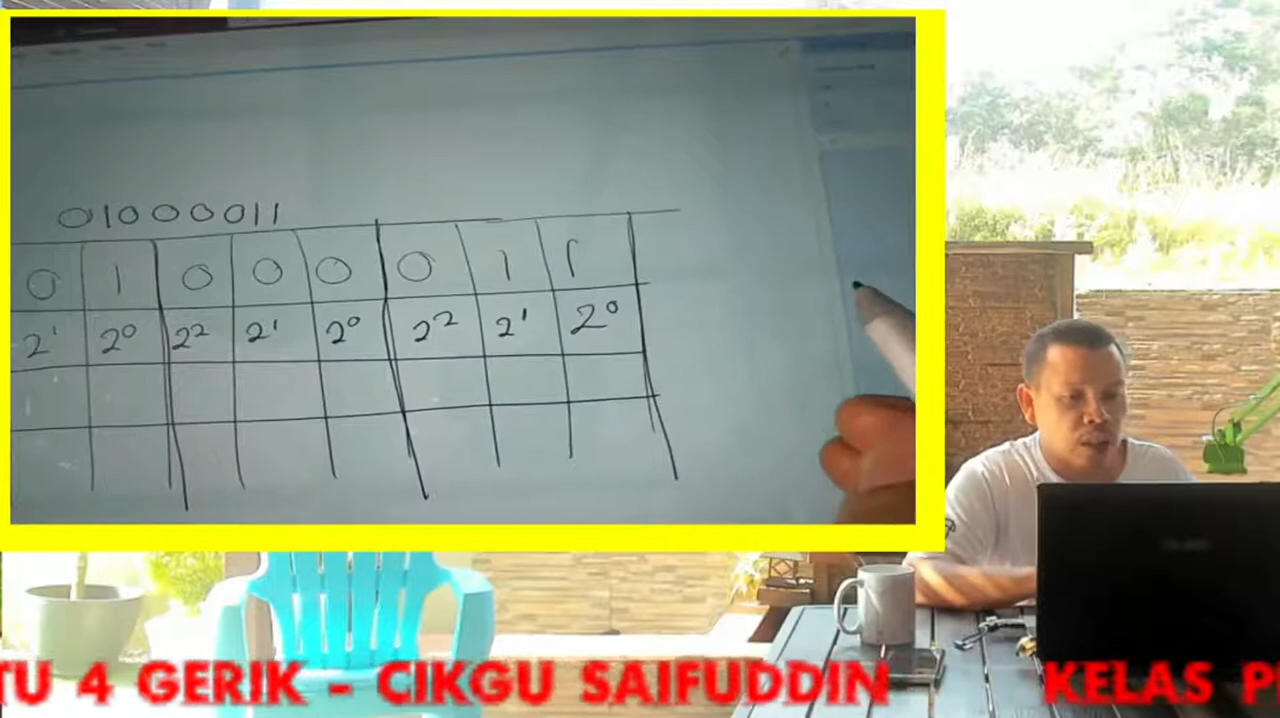 01000011
0 1 0 0 0 0 1 1
2¹ 2⁰ 2² 2¹ 2⁰ 2² 2¹ 2⁰
TU 4 GERIK - CIKGU SAIFUDDIN KELAS P